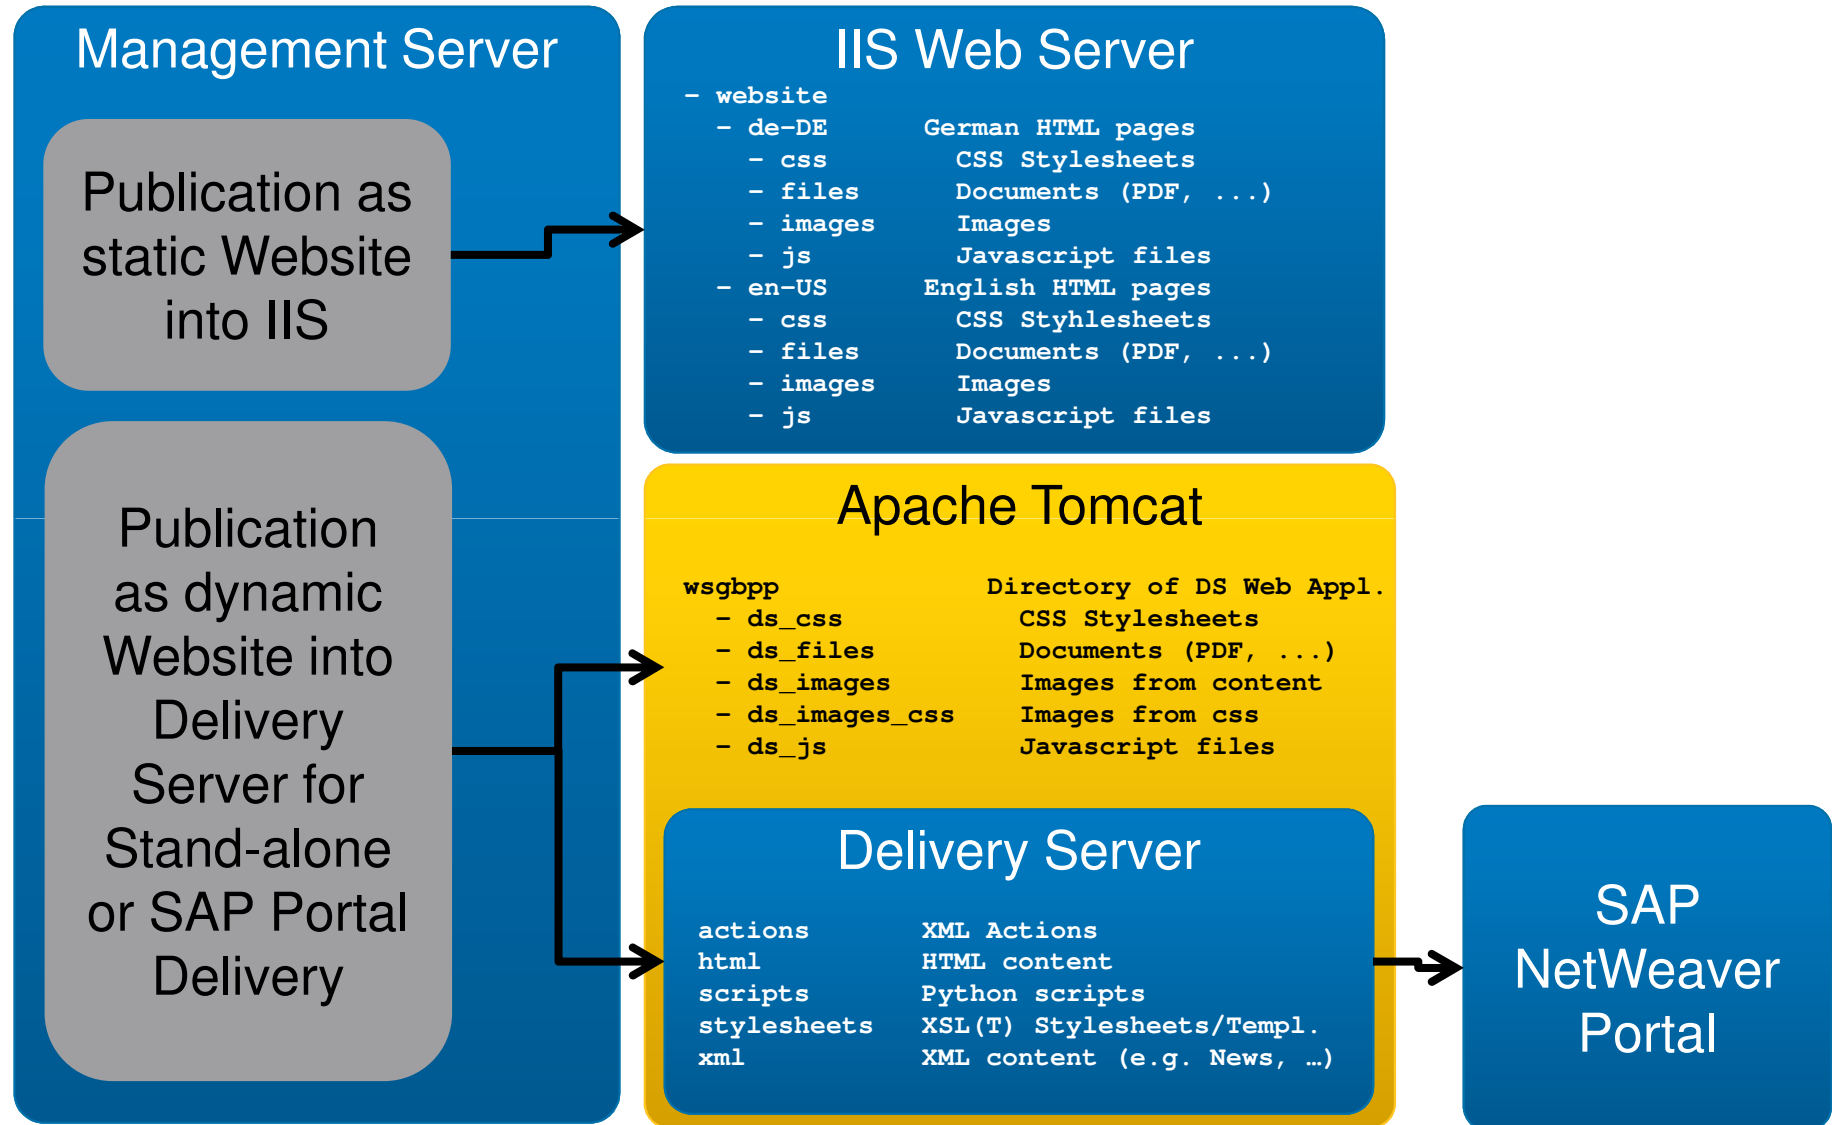 Management Server
Publication as
static Website
into IIS
Publication
as dynamic
Website into
Delivery
Server for
Stand-alone
or SAP Portal
Delivery
IIS Web Server
- website
- de-DE German HTML pages
- css CSS Stylesheets
- files Documents (PDF, ...)
- images Images
- js Javascript files
- en-US English HTML pages
- css CSS Styhlesheets
- files Documents (PDF, ...)
- images Images
- js Javascript files
Apache Tomcat
wsgbpp Directory of DS Web Appl.
- ds_css CSS Stylesheets
- ds_files Documents (PDF, ...)
- ds_images Images from content
- ds_images_css Images from css
- ds_js Javascript files
Delivery Server
actions XML Actions
html HTML content
scripts Python scripts
stylesheets XSL(T) Stylesheets/Templ.
xml XML content (e.g. News, …)
SAP
NetWeaver
Portal